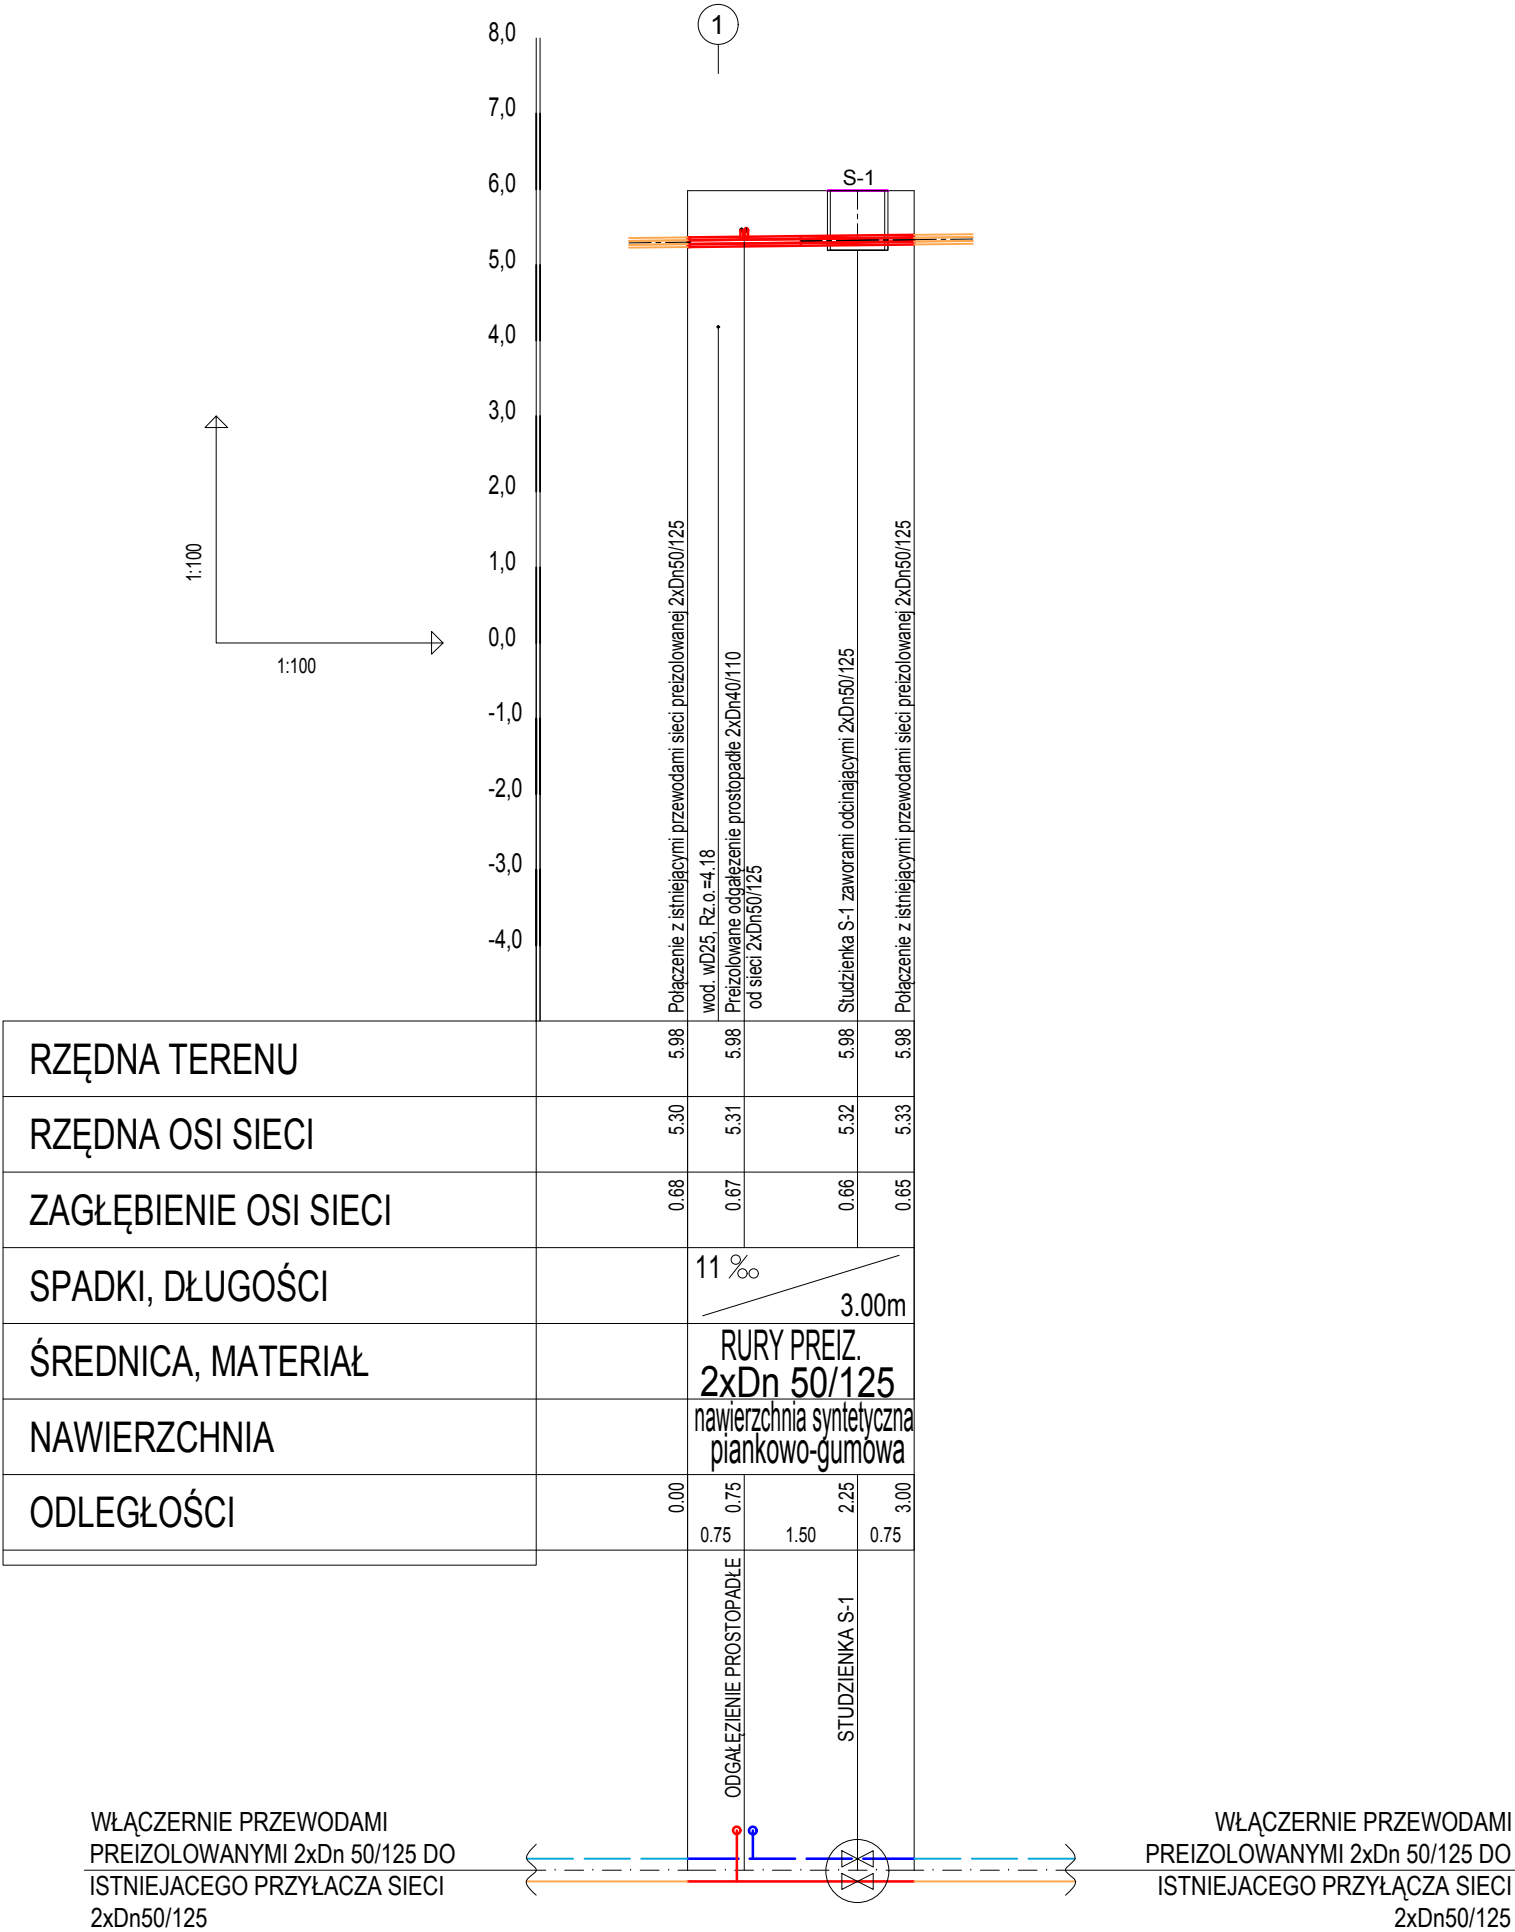 1
8,0
7,0
6,0
5,0
4,0
3,0
2,0
1,0
0,0
-1,0
-2,0
-3,0
-4,0
S-1
1:100
1:100
Połączenie z istniejącymi przewodami sieci preizolowanej 2xDn50/125
wod. wD25, Rz.o.=4.18
Preizolowane odgałęzenie prostopadłe 2xDn40/110
od sieci 2xDn50/125
Studzienka S-1 zaworami odcinającymi 2xDn50/125
Połączenie z istniejącymi przewodami sieci preizolowanej 2xDn50/125
RZĘDNA TERENU
5.98 5.98 5.98 5.98
RZĘDNA OSI SIECI
5.30 5.31 5.32 5.33
ZAGŁĘBIENIE OSI SIECI
0.68 0.67 0.66 0.65
SPADKI, DŁUGOŚCI
11 ‰
3.00m
ŚREDNICA, MATERIAŁ
RURY PREIZ.
2xDn 50/125
NAWIERZCHNIA
nawierzchnia syntetyczna
piankowo-gumowa
ODLEGŁOŚCI
0.00 0.75 2.25 3.00
0.75 1.50 0.75
ODGAŁĘZIENIE PROSTOPADŁE
STUDZIENKA S-1
WŁĄCZERNIE PRZEWODAMI
PREIZOLOWANYMI 2xDn 50/125 DO
ISTNIEJACEGO PRZYŁACZA SIECI
2xDn50/125
WŁĄCZERNIE PRZEWODAMI
PREIZOLOWANYMI 2xDn 50/125 DO
ISTNIEJACEGO PRZYŁĄCZA SIECI
2xDn50/125